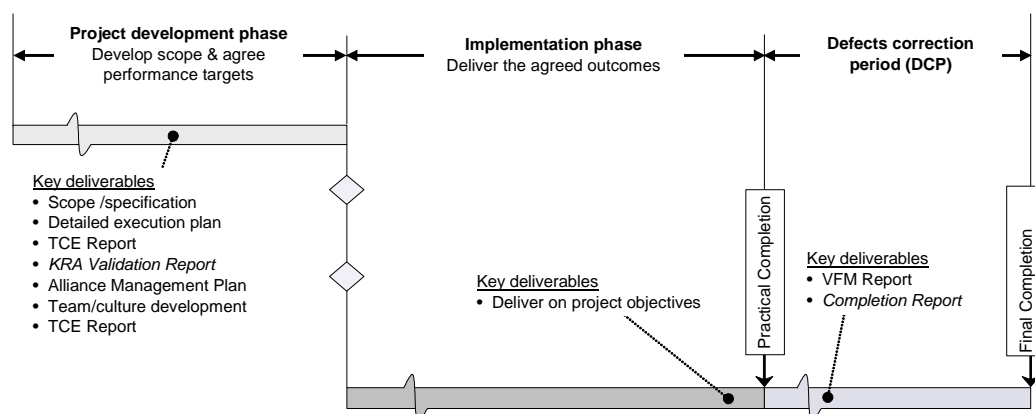 Project development phase
Develop scope & agree
performance targets
Implementation phase
Deliver the agreed outcomes
Defects correction
period (DCP)
Key deliverables
• Scope /specification
• Detailed execution plan
• TCE Report
• KRA Validation Report
• Alliance Management Plan
• Team/culture development
• TCE Report
Key deliverables
• Deliver on project objectives
Practical Completion
Key deliverables
• VFM Report
• Completion Report
Final Completion